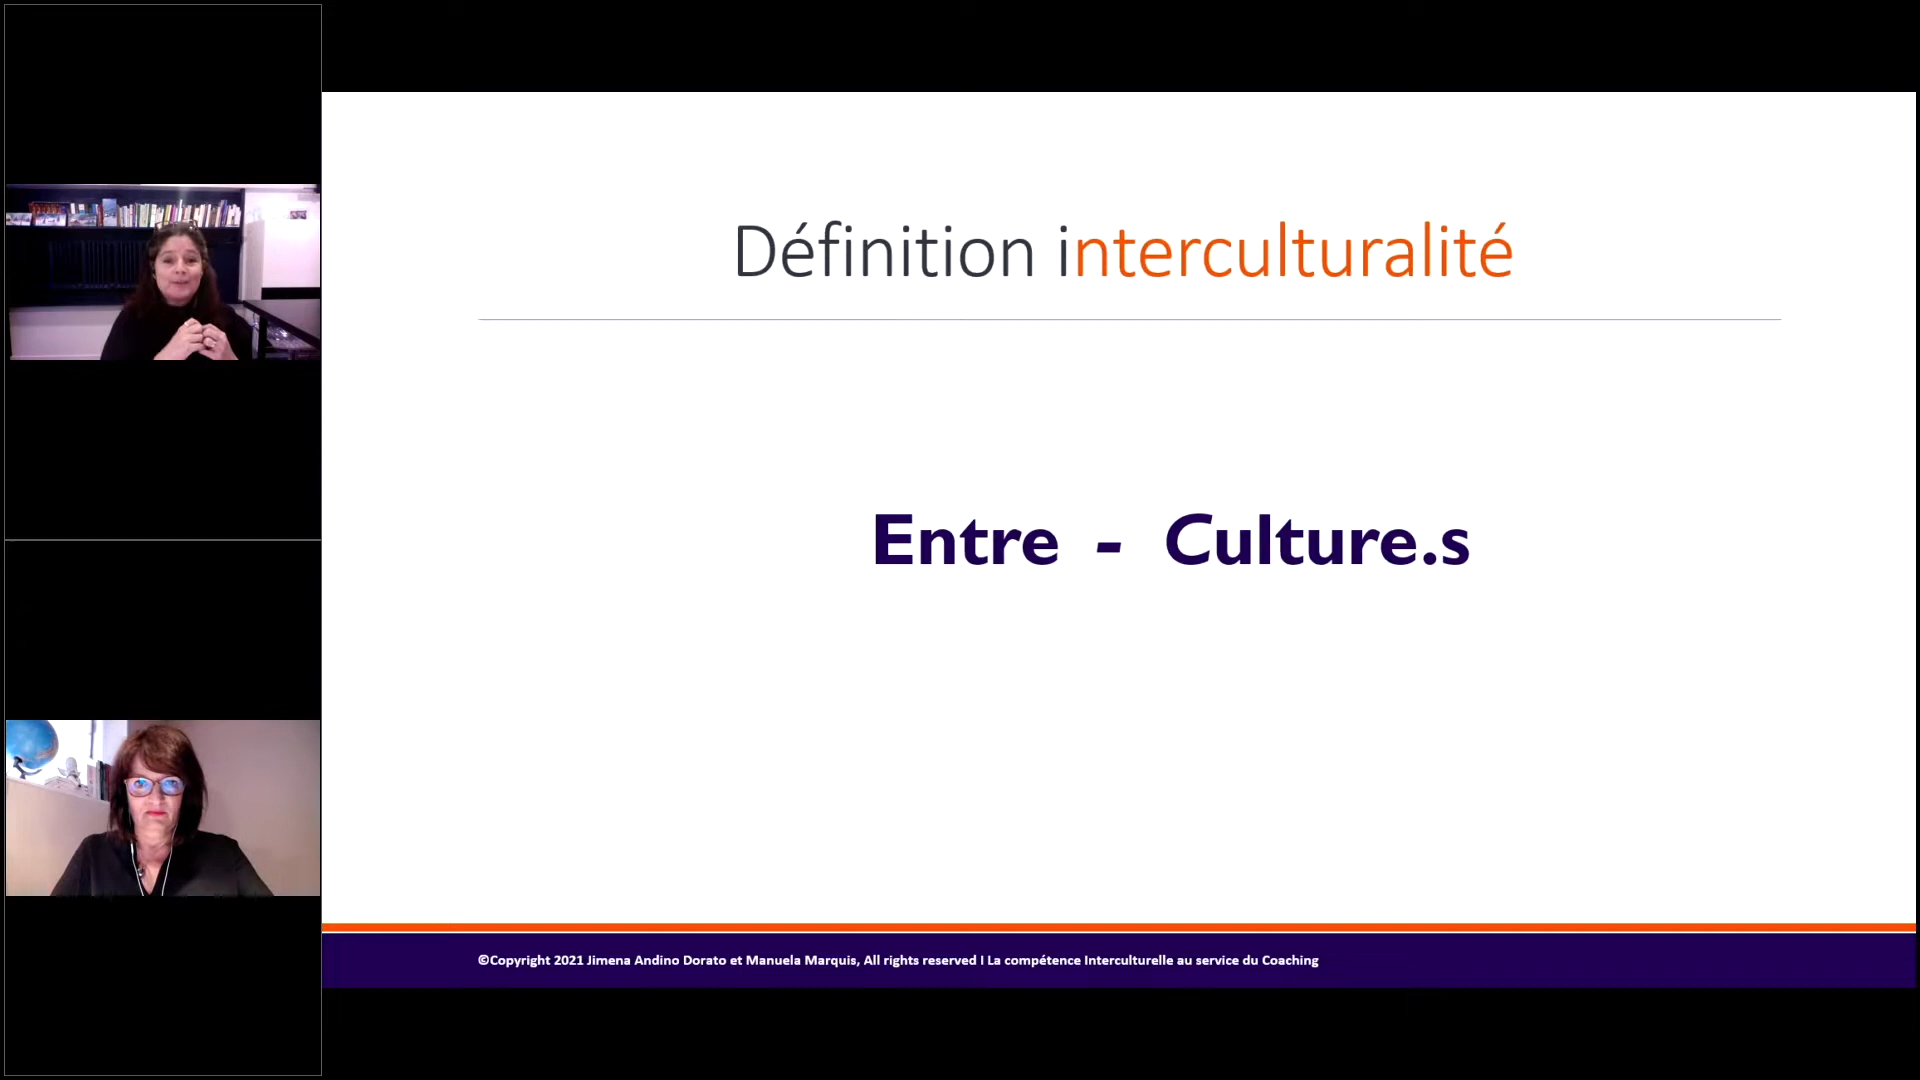 Définition interculturalité
Entre - Culture.s
©Copyright 2021 Jimena Andino Dorato et Manuela Marquis, All rights reserved I La compétence Interculturelle au service du Coaching